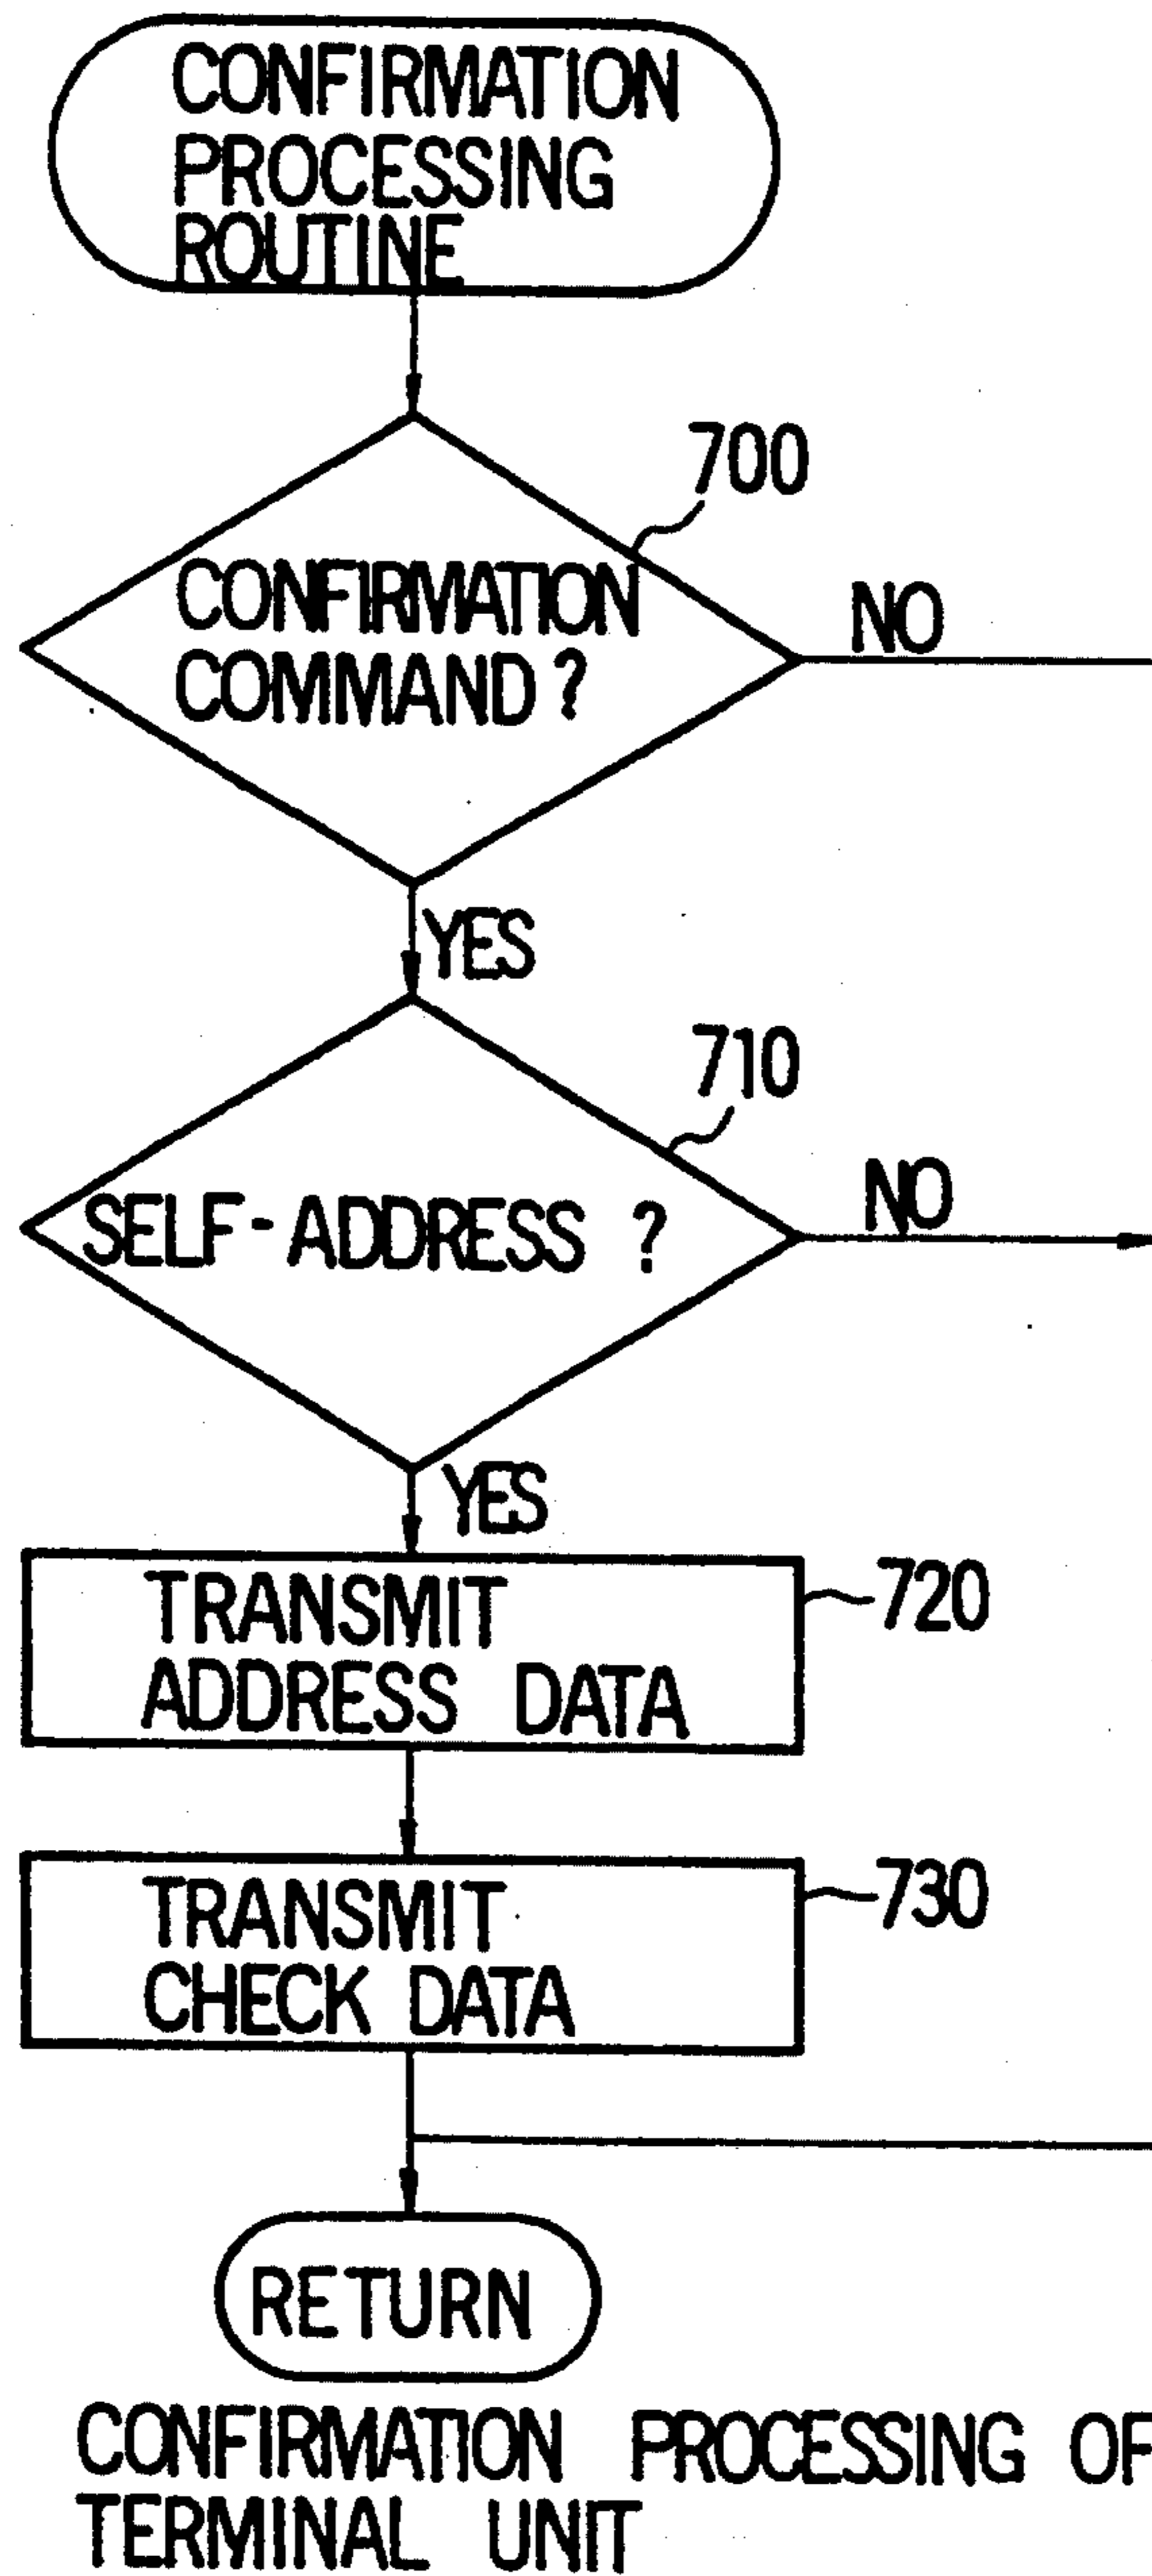 CONFIRMATION
PROCESSING
ROUTINE
700
CONFIRMATION
COMMAND ?
NO
YES
710
SELF-ADDRESS ?
NO
YES
TRANSMIT
ADDRESS DATA
720
TRANSMIT
CHECK DATA
730
RETURN
CONFIRMATION PROCESSING OF
TERMINAL UNIT